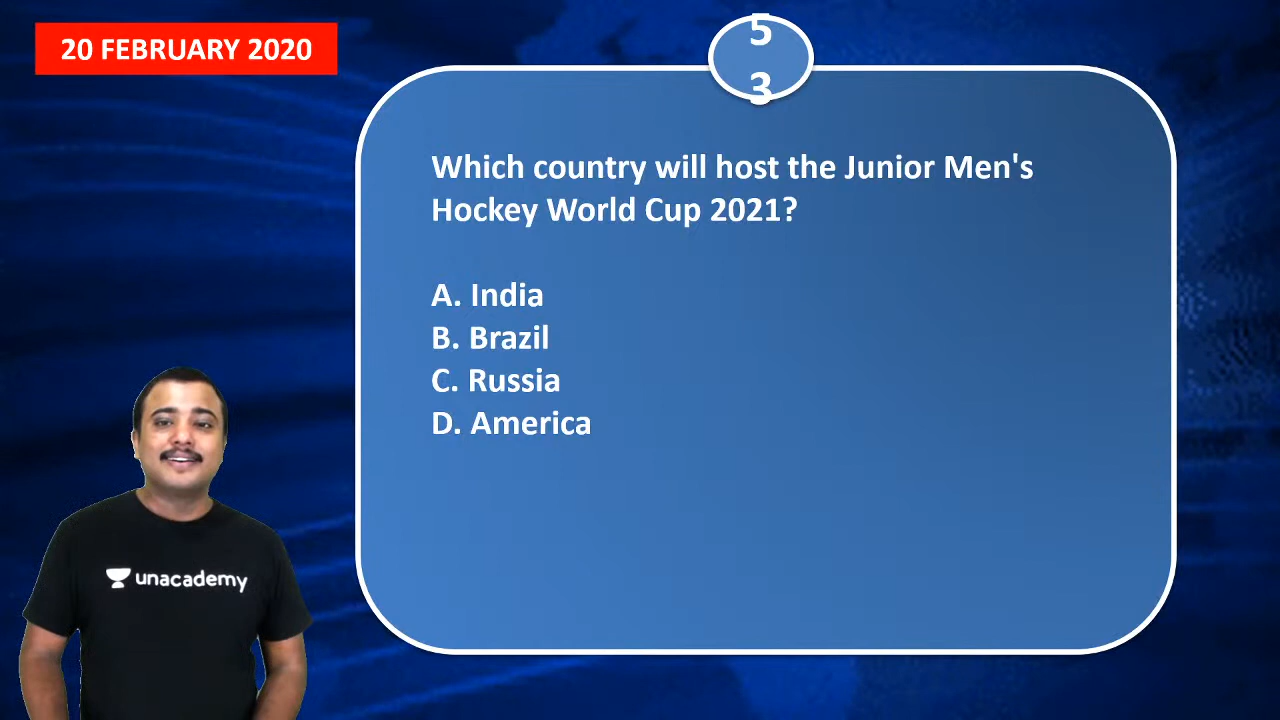 20 FEBRUARY 2020
5
3
Which country will host the Junior Men's
Hockey World Cup 2021?
A. India
B. Brazil
C. Russia
D. America
unacademy